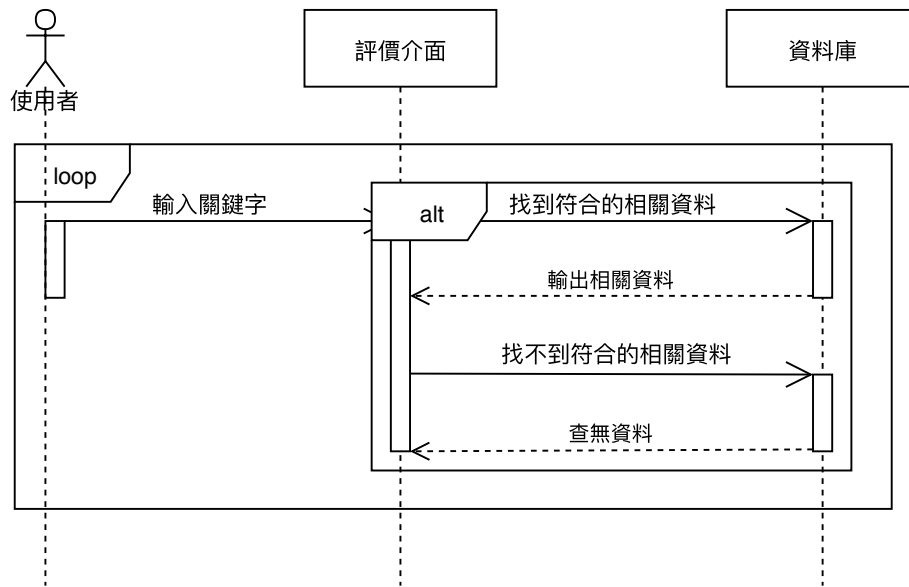 評價介面
資料庫
使用者
loop
輸入關鍵字
alt
找到符合的相關資料
輸出相關資料
找不到符合的相關資料
查無資料